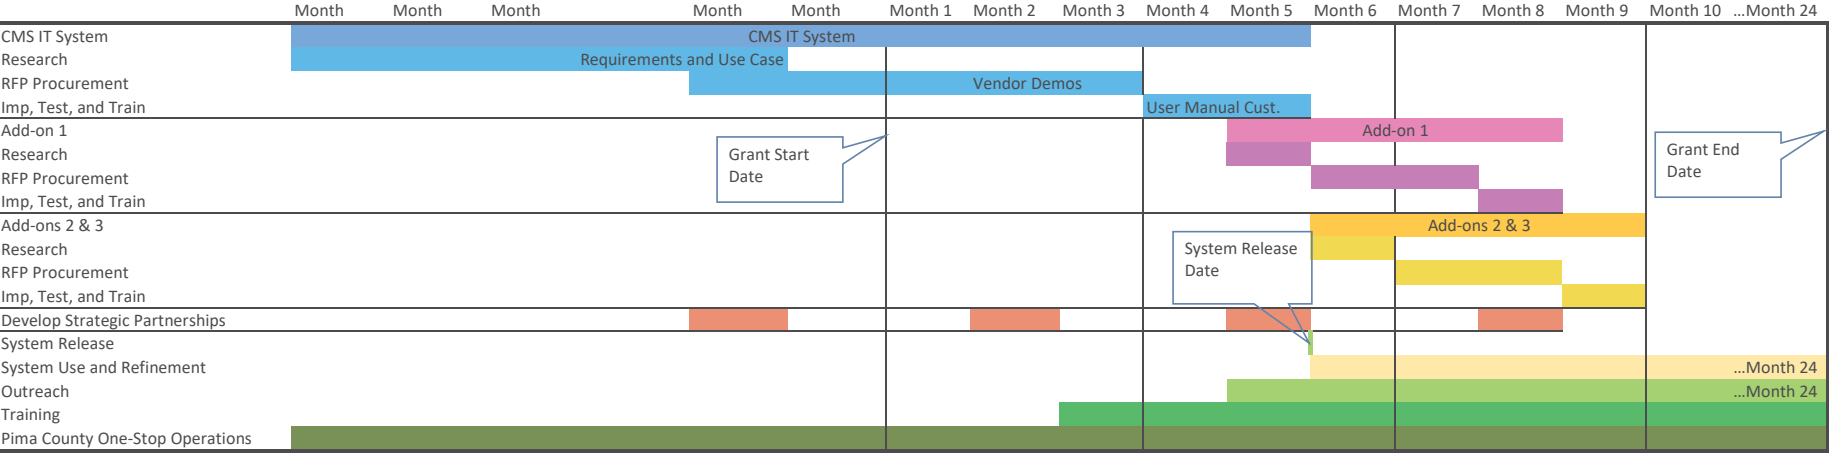 Month Month Month Month Month Month 1 Month 2 Month 3 Month 4 Month 5 Month 6 Month 7 Month 8 Month 9 Month 10 ...Month 24
CMS IT System CMS IT System
Research Requirements and Use Case
RFP Procurement Vendor Demos
Imp, Test, and Train User Manual Cust.
Add-on 1 Add-on 1
Grant Start
Date
Grant End
Date
Research
RFP Procurement
Imp, Test, and Train
Add-ons 2 & 3 Add-ons 2 & 3
System Release
Date
Research
RFP Procurement
Imp, Test, and Train
Develop Strategic Partnerships
System Release
System Use and Refinement ...Month 24
Outreach ...Month 24
Training
Pima County One-Stop Operations